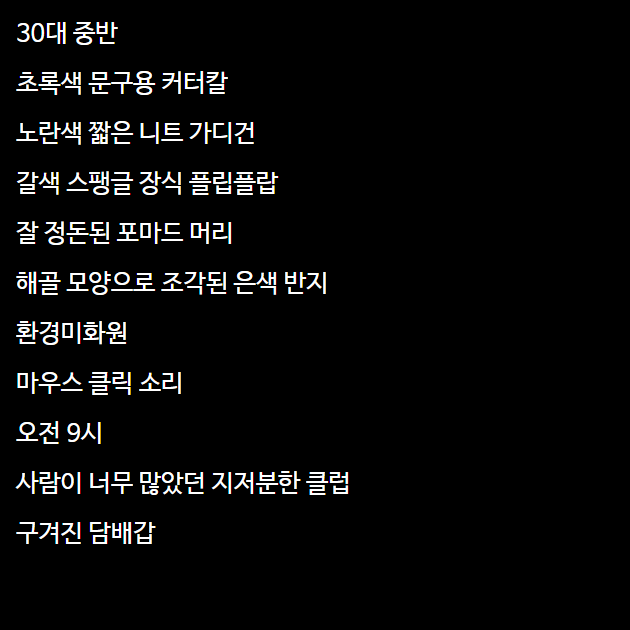 30대 중반
초록색 문구용 커터칼
노란색 짧은 니트 가디건
갈색 스팽글 장식 플립플랍
잘 정돈된 포마드 머리
해골 모양으로 조각된 은색 반지
환경미화원
마우스 클릭 소리
오전 9시
사람이 너무 많았던 지저분한 클럽
구겨진 담배갑